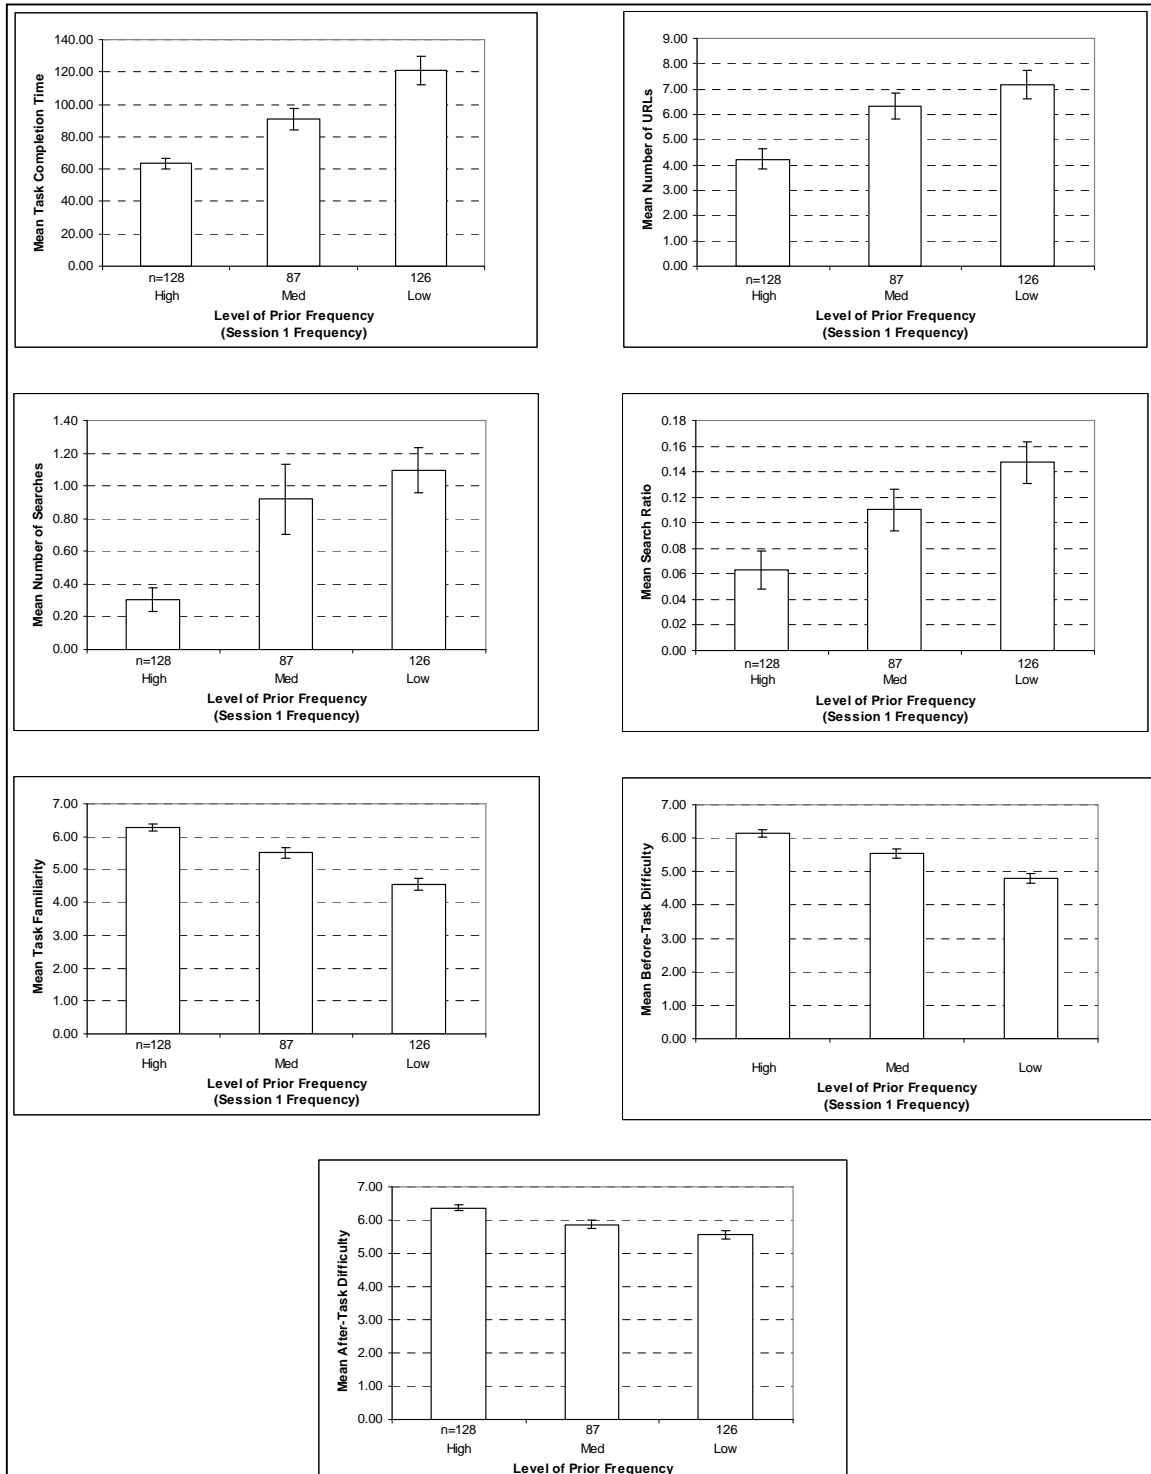 Mean Task Completion Time
140.00
120.00
100.00
80.00
60.00
40.00
20.00
0.00
n=128 87 126
High Med Low
Level of Prior Frequency
(Session 1 Frequency)
Mean Number of URLs
9.00
8.00
7.00
6.00
5.00
4.00
3.00
2.00
1.00
0.00
n=128 87 126
High Med Low
Level of Prior Frequency
(Session 1 Frequency)
Mean Number of Searches
1.40
1.20
1.00
0.80
0.60
0.40
0.20
0.00
n=128 87 126
High Med Low
Level of Prior Frequency
(Session 1 Frequency)
Mean Search Ratio
0.18
0.16
0.14
0.12
0.10
0.08
0.06
0.04
0.02
0.00
n=128 87 126
High Med Low
Level of Prior Frequency
(Session 1 Frequency)
Mean Task Familiarity
7.00
6.00
5.00
4.00
3.00
2.00
1.00
0.00
n=128 87 126
High Med Low
Level of Prior Frequency
(Session 1 Frequency)
Mean Before-Task Difficulty
7.00
6.00
5.00
4.00
3.00
2.00
1.00
0.00
High Med Low
Level of Prior Frequency
(Session 1 Frequency)
Mean After-Task Difficulty
7.00
6.00
5.00
4.00
3.00
2.00
1.00
0.00
n=128 87 126
High Med Low
Level of Prior Frequency